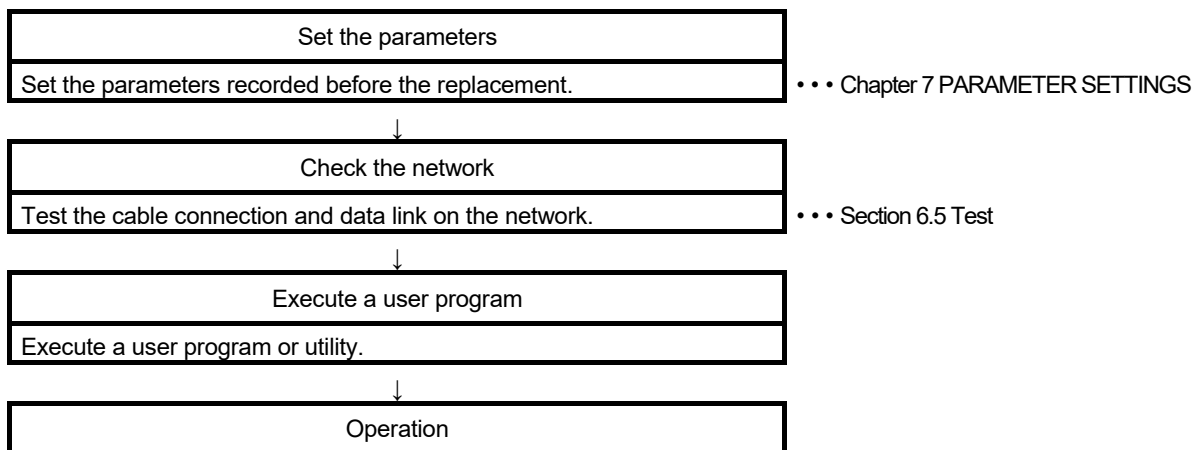 Set the parameters
Set the parameters recorded before the replacement.
• • • Chapter 7 PARAMETER SETTINGS
↓
Check the network
Test the cable connection and data link on the network.
• • • Section 6.5 Test
↓
Execute a user program
Execute a user program or utility.
↓
Operation